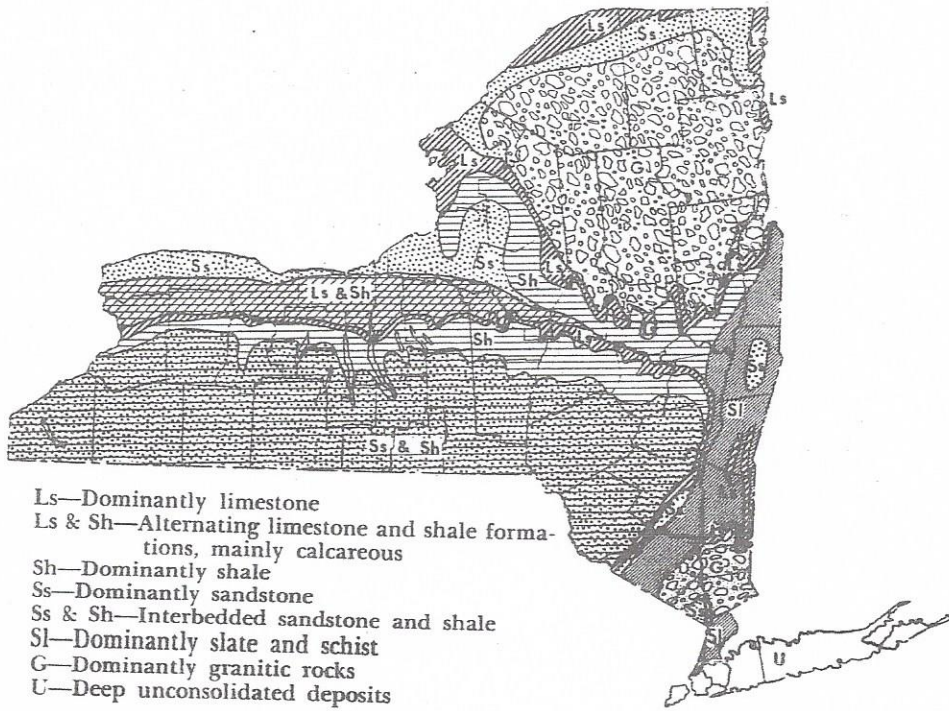 Ls
Ss
Ls
Ls
G
Ls
Ss
Ss
Ls
Sh
Ls
Ls & Sh
Sh
Ls
Ss
Sl
Ss & Sh
G
Sl
U
Ls—Dominantly limestone
Ls & Sh—Alternating limestone and shale forma-
tions, mainly calcareous
Sh—Dominantly shale
Ss—Dominantly sandstone
Ss & Sh—Interbedded sandstone and shale
Sl—Dominantly slate and schist
G—Dominantly granitic rocks
U—Deep unconsolidated deposits